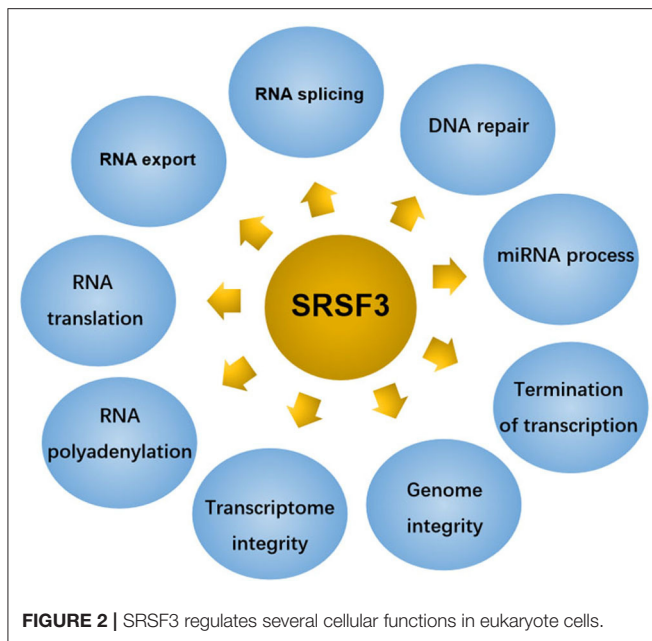 RNA splicing
DNA repair
RNA export
miRNA process
RNA
translation
SRSF3
Termination
of transcription
RNA
polyadenylation
Genome
integrity
Transcriptome
integrity
FIGURE 2 | SRSF3 regulates several cellular functions in eukaryote cells.